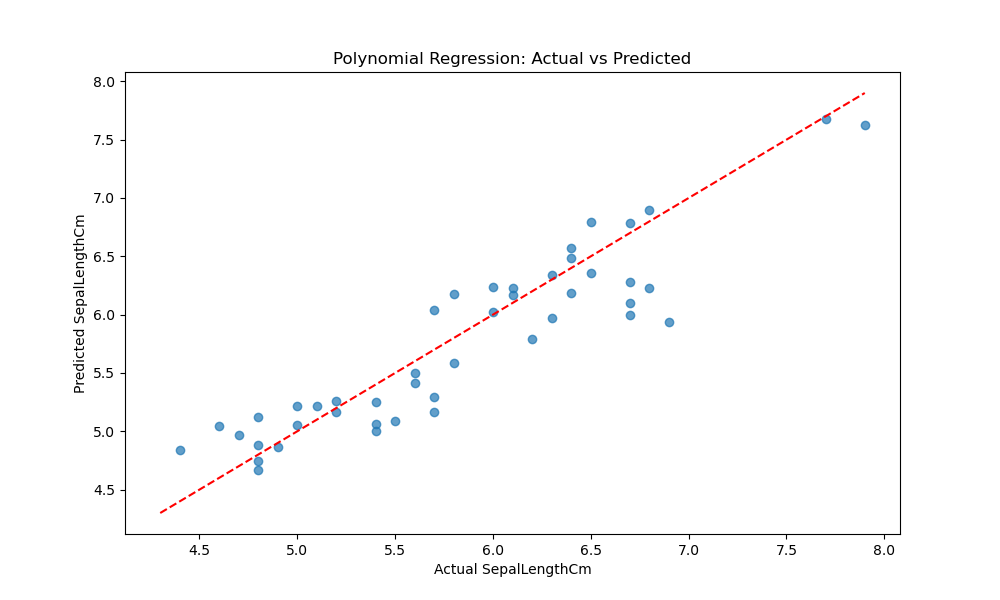 Polynomial Regression: Actual vs Predicted
Predicted SepalLengthCm
8.0
7.5
7.0
6.5
6.0
5.5
5.0
4.5
4.5 5.0 5.5 6.0 6.5 7.0 7.5 8.0
Actual SepalLengthCm